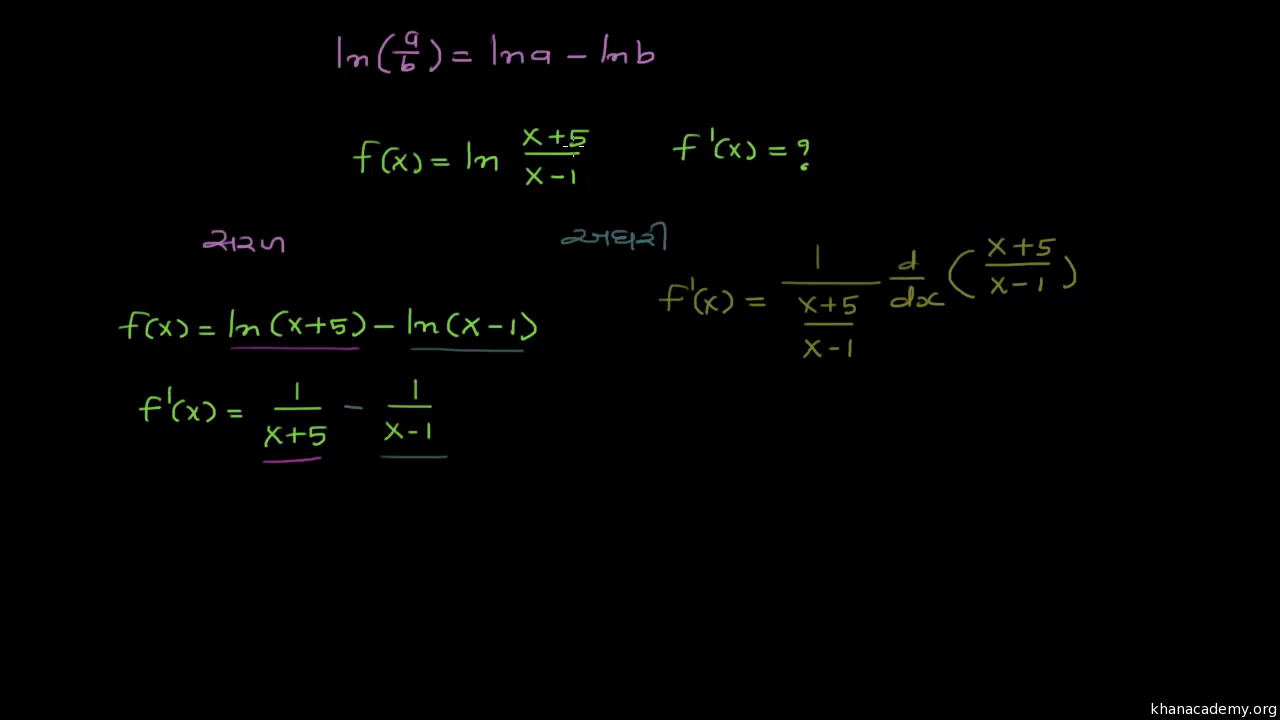 ln(a/b) = ln a − ln b
f(x) = ln (x+5)/(x−1) f'(x) = ?
સરળ
અઘરી
f(x) = ln(x+5) − ln(x−1)
f'(x) = 1/(x+5) − 1/(x−1)
f'(x) = 1/((x+5)/(x−1)) d/dx ((x+5)/(x−1))
khanacademy.org